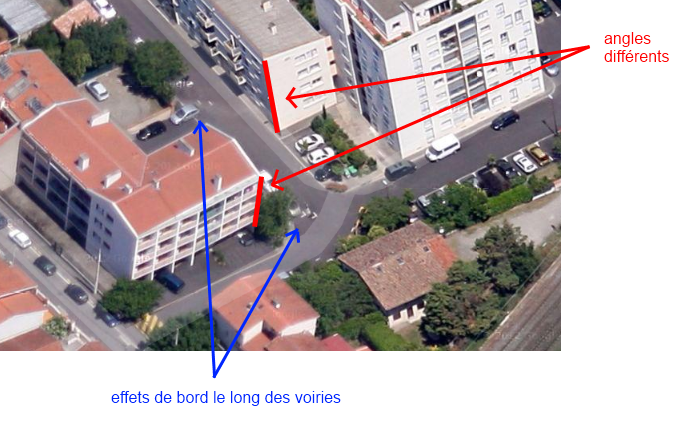 angles
différents
effets de bord le long des voiries